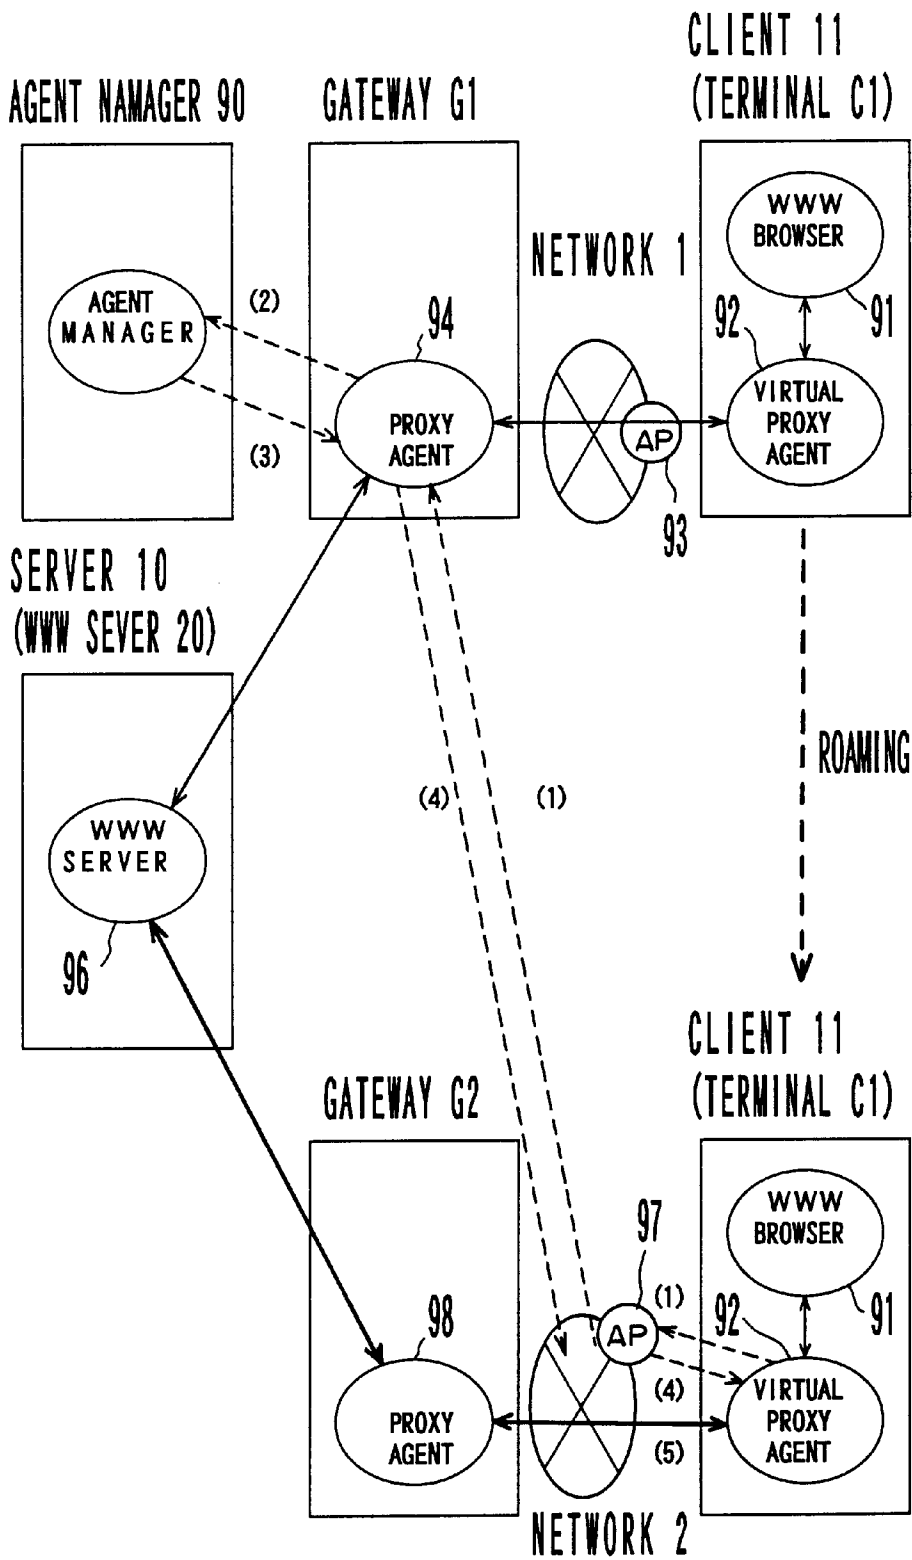 CLIENT 11
(TERMINAL C1)
AGENT NAMAGER 90
GATEWAY G1
WWW
BROWSER
NETWORK 1
91
92
AGENT
MANAGER
(2)
94
VIRTUAL
PROXY
AGENT
PROXY
AGENT
AP
(3)
93
SERVER 10
(WWW SEVER 20)
ROAMING
(4)
(1)
WWW
SERVER
96
CLIENT 11
(TERMINAL C1)
GATEWAY G2
WWW
BROWSER
97
(1)
91
92
98
AP
(4)
VIRTUAL
PROXY
AGENT
PROXY
AGENT
(5)
NETWORK 2